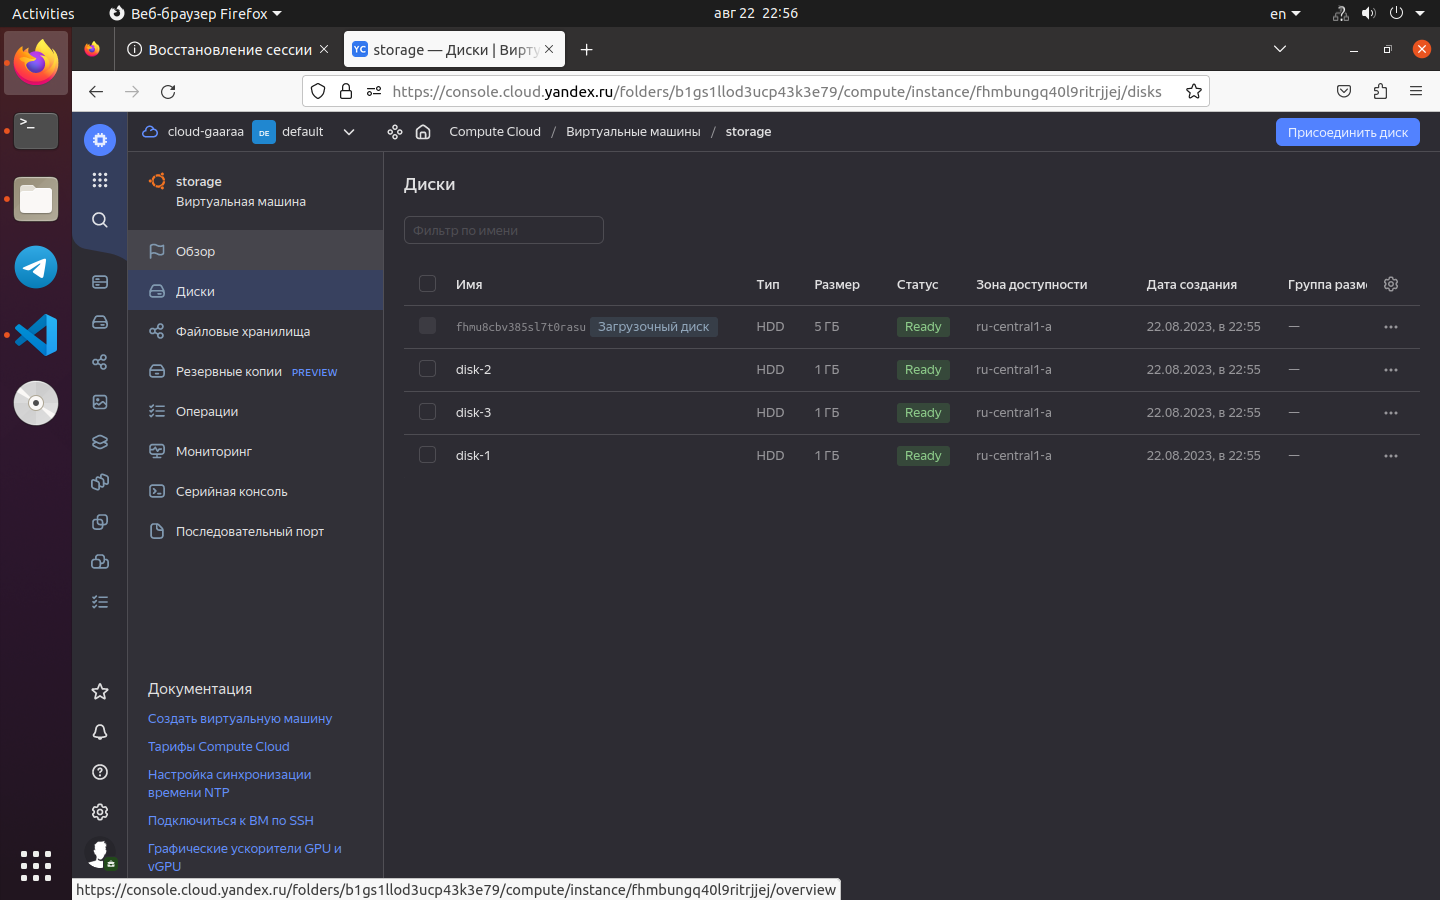 Activities
Веб-браузер Firefox
авг 22 22:56
en
Восстановление сессии
YC storage — Диски | Вирту
https://console.cloud.yandex.ru/folders/b1gs1llod3ucp43k3e79/compute/instance/fhmbungq40l9ritrjjej/disks
cloud-gaaraa DE default
Compute Cloud / Виртуальные машины / storage
Присоединить диск
storage
Виртуальная машина
Обзор
Диски
Файловые хранилища
Резервные копии PREVIEW
Операции
Мониторинг
Серийная консоль
Последовательный порт
Документация
Создать виртуальную машину
Тарифы Compute Cloud
Настройка синхронизации
времени NTP
Подключиться к ВМ по SSH
Графические ускорители GPU и
vGPU
Диски
Фильтр по имени
Имя Тип Размер Статус Зона доступности Дата создания Группа разме
fhmu8cbv385sl7t0rasu Загрузочный диск HDD 5 ГБ Ready ru-central1-a 22.08.2023, в 22:55 —
disk-2 HDD 1 ГБ Ready ru-central1-a 22.08.2023, в 22:55 —
disk-3 HDD 1 ГБ Ready ru-central1-a 22.08.2023, в 22:55 —
disk-1 HDD 1 ГБ Ready ru-central1-a 22.08.2023, в 22:55 —
https://console.cloud.yandex.ru/folders/b1gs1llod3ucp43k3e79/compute/instance/fhmbungq40l9ritrjjej/overview